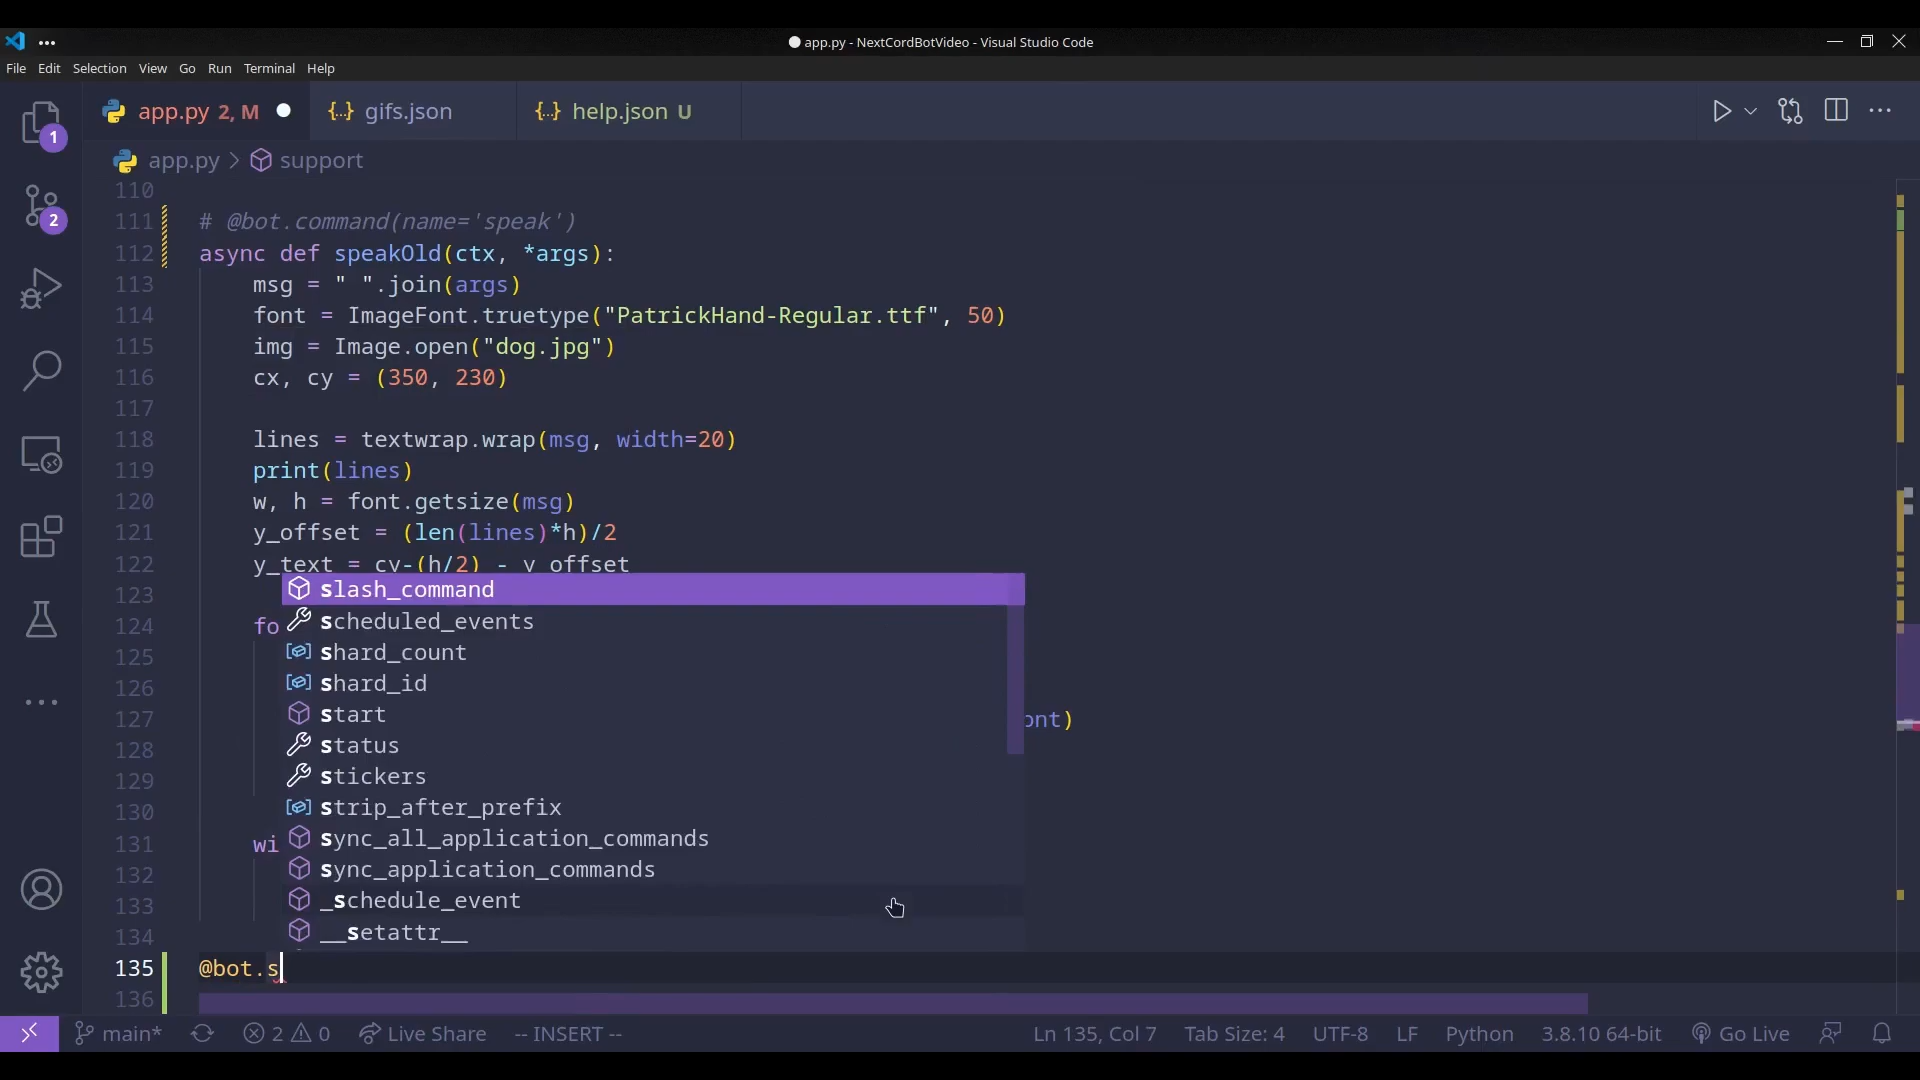 app.py - NextCordBotVideo - Visual Studio Code
File Edit Selection View Go Run Terminal Help
app.py 2, M
gifs.json
help.json U
1
app.py > support
2
110
111 # @bot.command(name='speak')
112 async def speakOld(ctx, *args):
113 msg = " ".join(args)
114 font = ImageFont.truetype("PatrickHand-Regular.ttf", 50)
115 img = Image.open("dog.jpg")
116 cx, cy = (350, 230)
117
118 lines = textwrap.wrap(msg, width=20)
119 print(lines)
120 w, h = font.getsize(msg)
121 y_offset = (len(lines)*h)/2
122 y_text = cy-(h/2) - y_offset
123 slash_command
124 fo scheduled_events
125 shard_count
126 shard_id
127 start ont)
128 status
129 stickers
130 strip_after_prefix
131 wi sync_all_application_commands
132 sync_application_commands
133 _schedule_event
134 __setattr__
135 @bot.s
136
main* 2 0 Live Share -- INSERT -- Ln 135, Col 7 Tab Size: 4 UTF-8 LF Python 3.8.10 64-bit Go Live